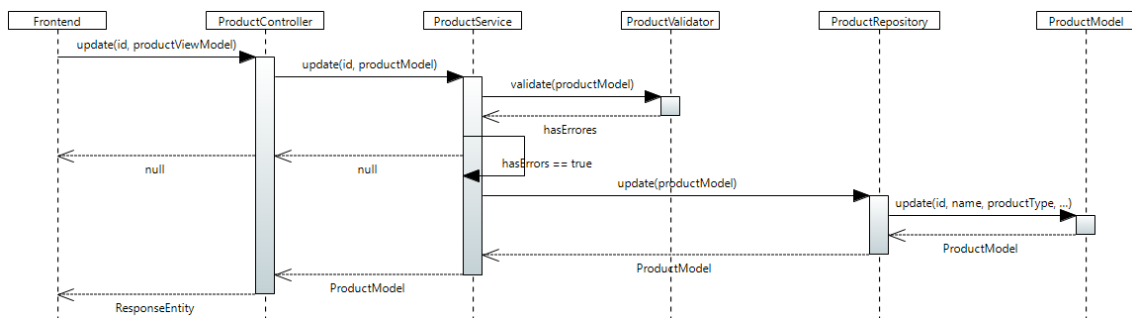 Frontend
ProductController
ProductService
ProductValidator
ProductRepository
ProductModel
update(id, productViewModel)
update(id, productModel)
validate(productModel)
hasErrores
null
null
hasErrors == true
update(productModel)
update(id, name, productType, ...)
ProductModel
ProductModel
ProductModel
ResponseEntity